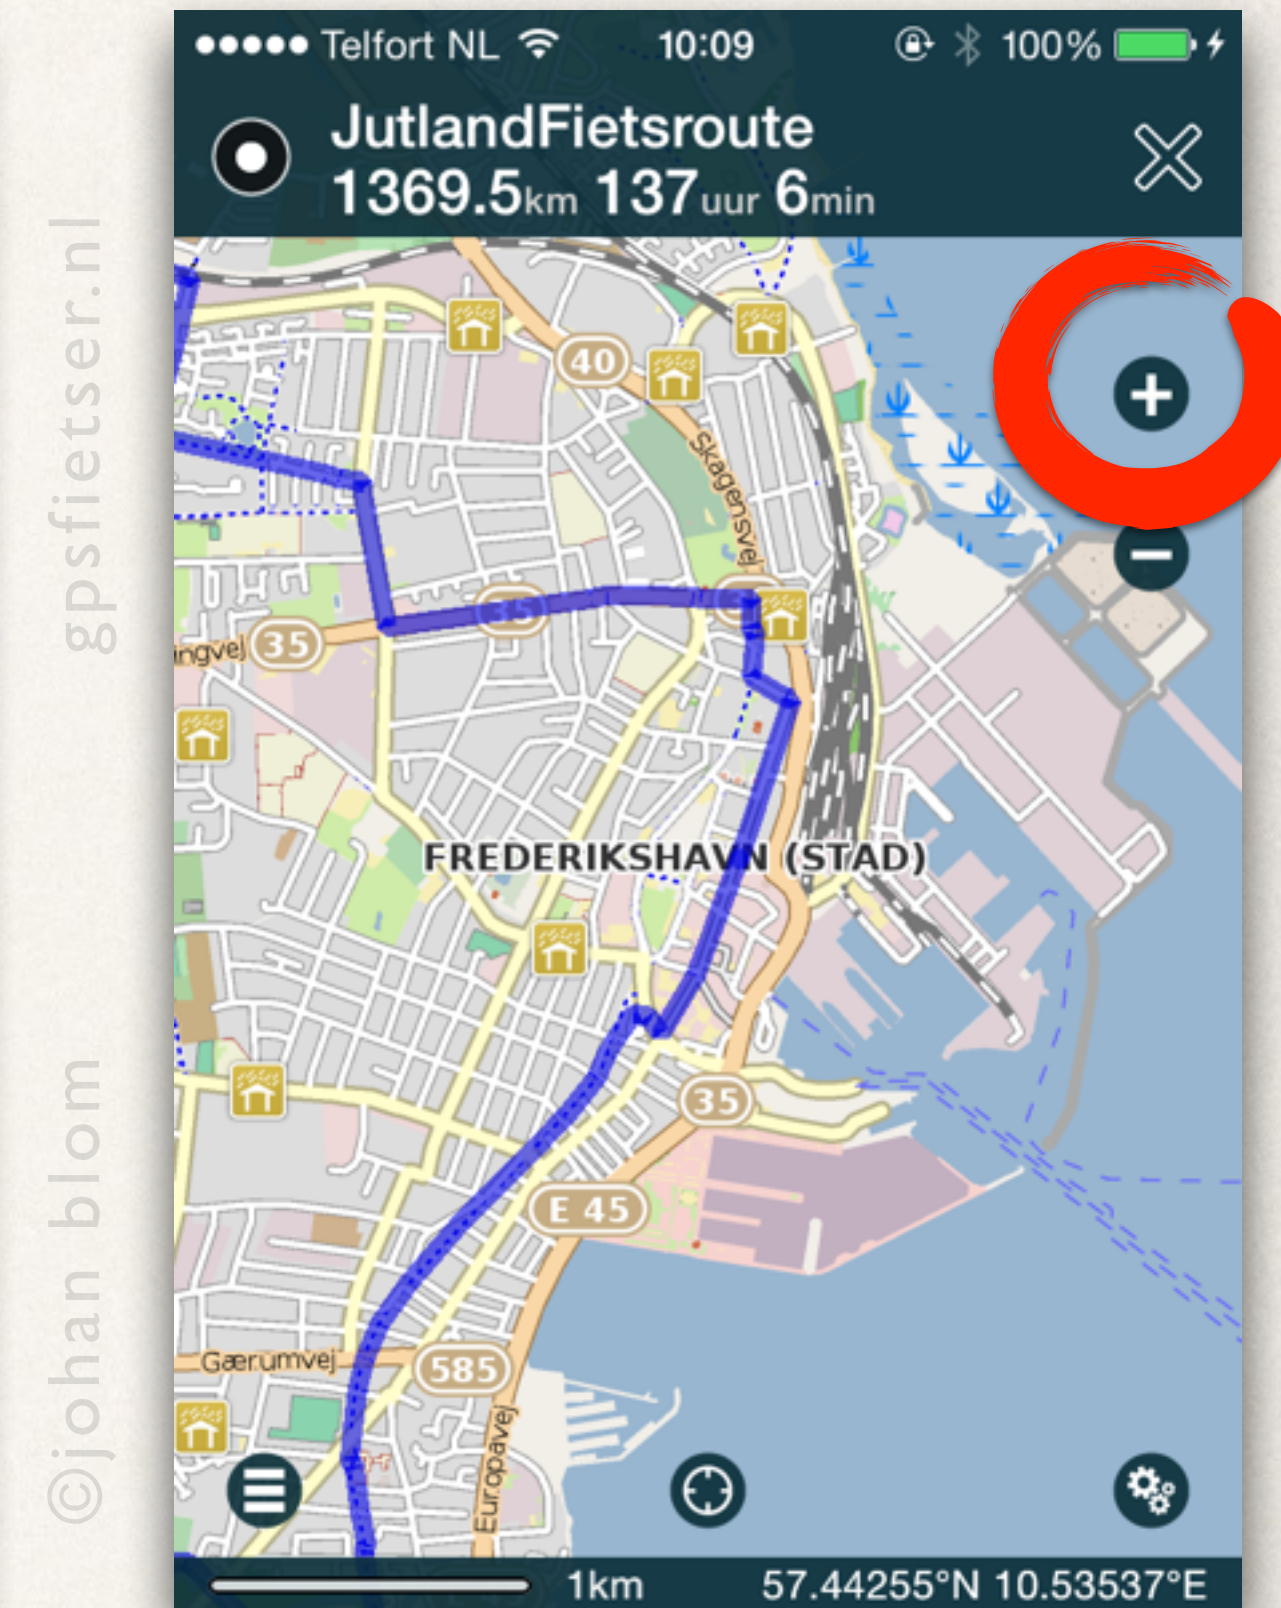 Telfort NL 10:09 100%
JutlandFietsroute
1369.5km 137uur 6min
40
Skagensvej
35
ingvej 35
FREDERIKSHAVN (STAD)
35
E 45
Gærumvej 585
Europavej
1km 57.44255°N 10.53537°E
gpsfietser.nl
©johan blom